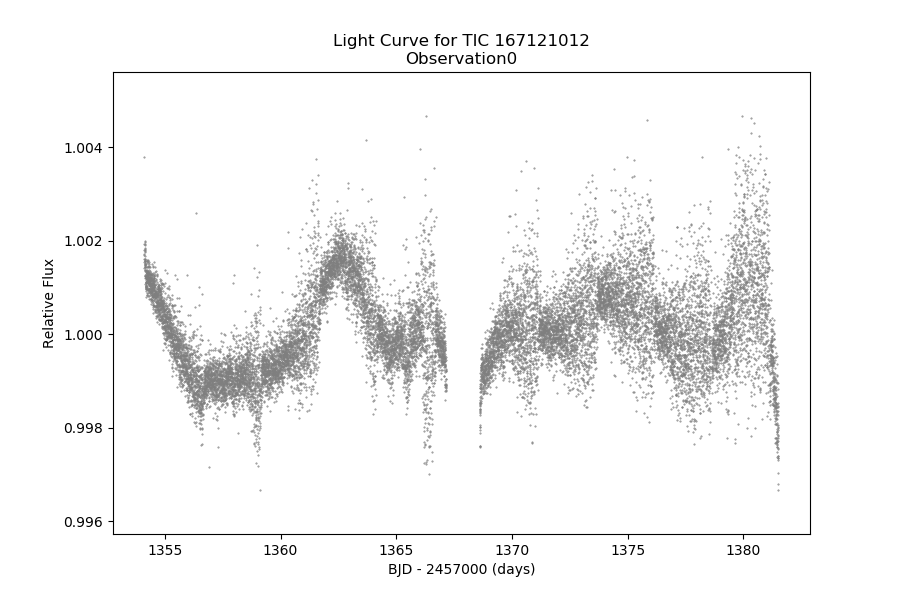 Light Curve for TIC 167121012
Observation0
Relative Flux
1.004
1.002
1.000
0.998
0.996
1355 1360 1365 1370 1375 1380
BJD - 2457000 (days)